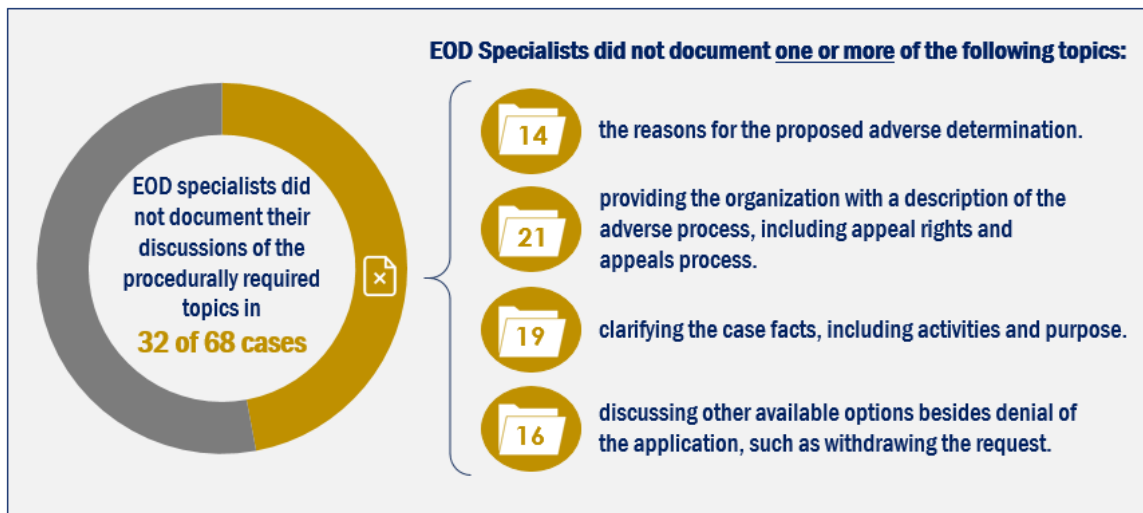 EOD Specialists did not document one or more of the following topics:
EOD specialists did
not document their
discussions of the
procedurally required
topics in
32 of 68 cases
14
the reasons for the proposed adverse determination.
21
providing the organization with a description of the
adverse process, including appeal rights and
appeals process.
19
clarifying the case facts, including activities and purpose.
16
discussing other available options besides denial of
the application, such as withdrawing the request.